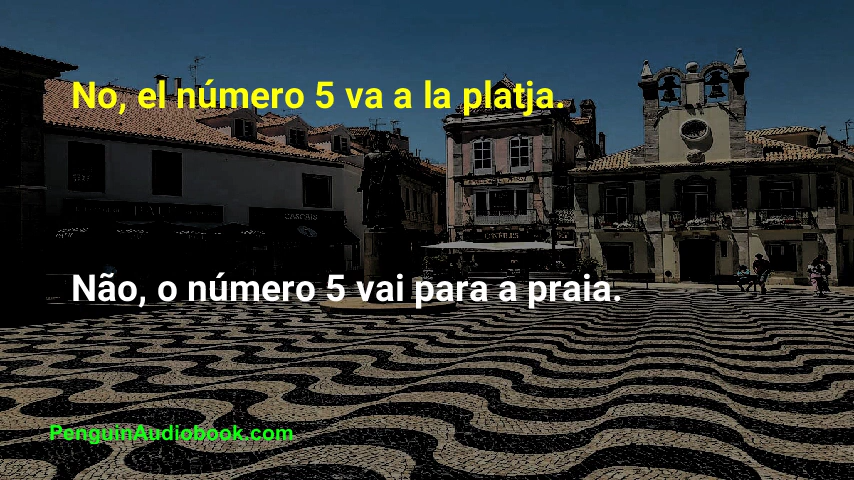 No, el número 5 va a la platja.
Não, o número 5 vai para a praia.
PenguinAudiobook.com